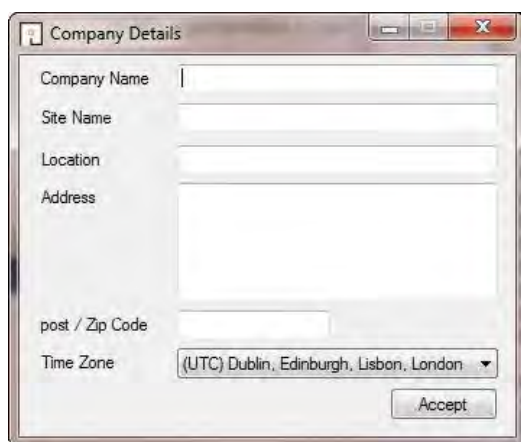 Company Details
Company Name
Site Name
Location
Address
post / Zip Code
Time Zone (UTC) Dublin, Edinburgh, Lisbon, London
Accept